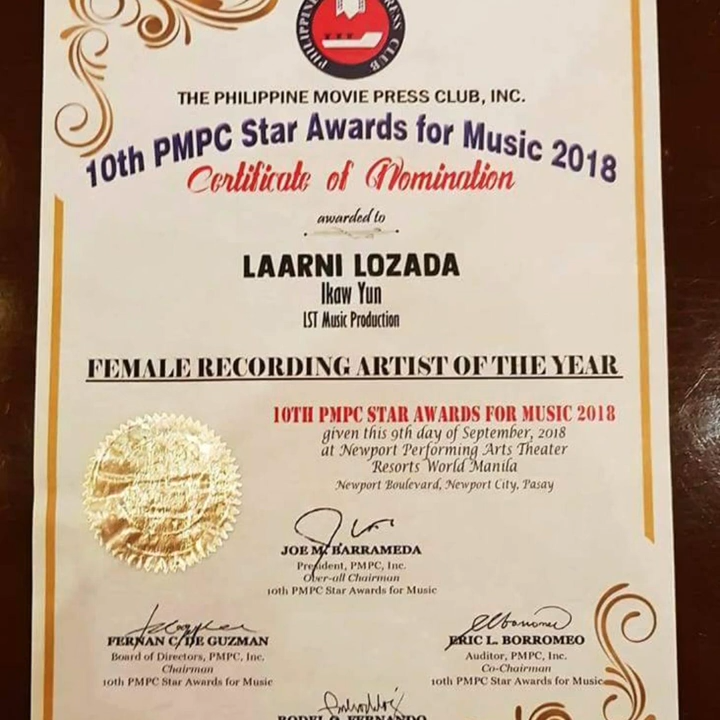 PHILIPPINE
PRESS CLUB
THE PHILIPPINE MOVIE PRESS CLUB, INC.
10th PMPC Star Awards for Music 2018
Certificate of Nomination
awarded to
LAARNI LOZADA
Ikaw Yun
LST Music Production
FEMALE RECORDING ARTIST OF THE YEAR
10TH PMPC STAR AWARDS FOR MUSIC 2018
given this 9th day of September, 2018
at Newport Performing Arts Theater
Resorts World Manila
Newport Boulevard, Newport City, Pasay
JOE M. BARRAMEDA
President, PMPC, Inc.
Over-all Chairman
10th PMPC Star Awards for Music
FERNAN C. DE GUZMAN
Board of Directors, PMPC, Inc.
Chairman
10th PMPC Star Awards for Music
ERIC L. BORROMEO
Auditor, PMPC, Inc.
Co-Chairman
10th PMPC Star Awards for Music
RODEL O. FERNANDO